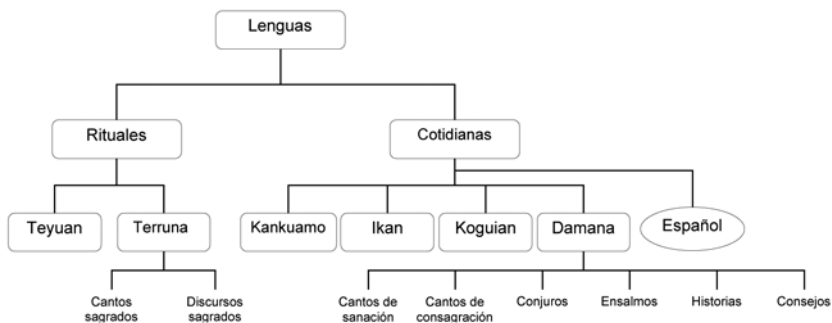 Lenguas
Rituales
Cotidianas
Teyuan
Terruna
Kankuamo
Ikan
Koguian
Damana
Español
Cantos
sagrados
Discursos
sagrados
Cantos de
sanación
Cantos de
consagración
Conjuros
Ensalmos
Historias
Consejos